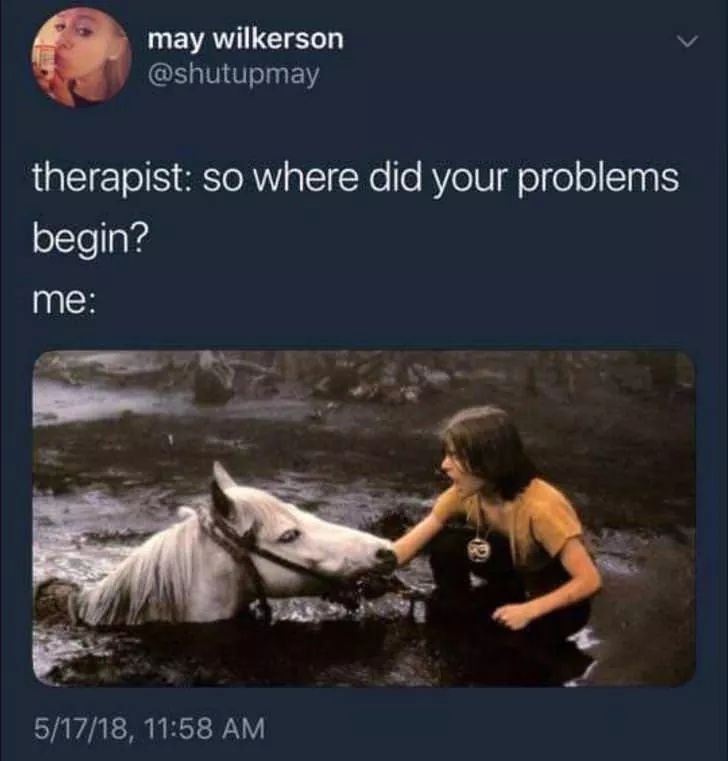 may wilkerson
@shutupmay
therapist: so where did your problems
begin?
me:
5/17/18, 11:58 AM